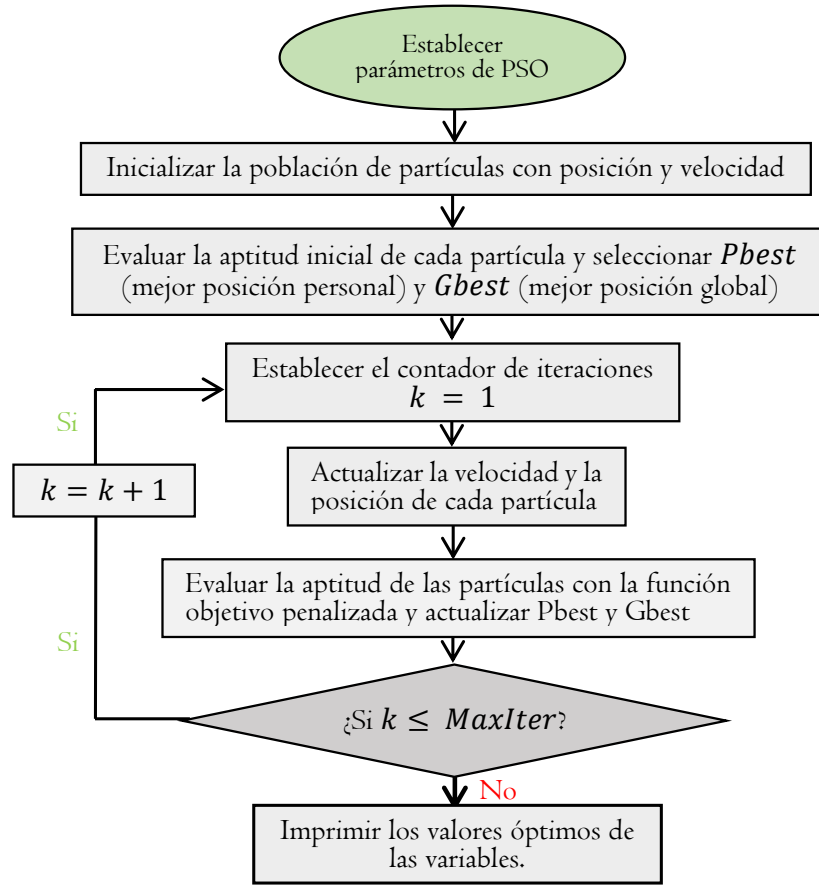 Establecer
parámetros de PSO
Inicializar la población de partículas con posición y velocidad
Evaluar la aptitud inicial de cada partícula y seleccionar Pbest
(mejor posición personal) y Gbest (mejor posición global)
Establecer el contador de iteraciones
k = 1
Si
k = k + 1
Actualizar la velocidad y la
posición de cada partícula
Evaluar la aptitud de las partículas con la función
objetivo penalizada y actualizar Pbest y Gbest
Si
¿Si k ≤ MaxIter?
No
Imprimir los valores óptimos de
las variables.